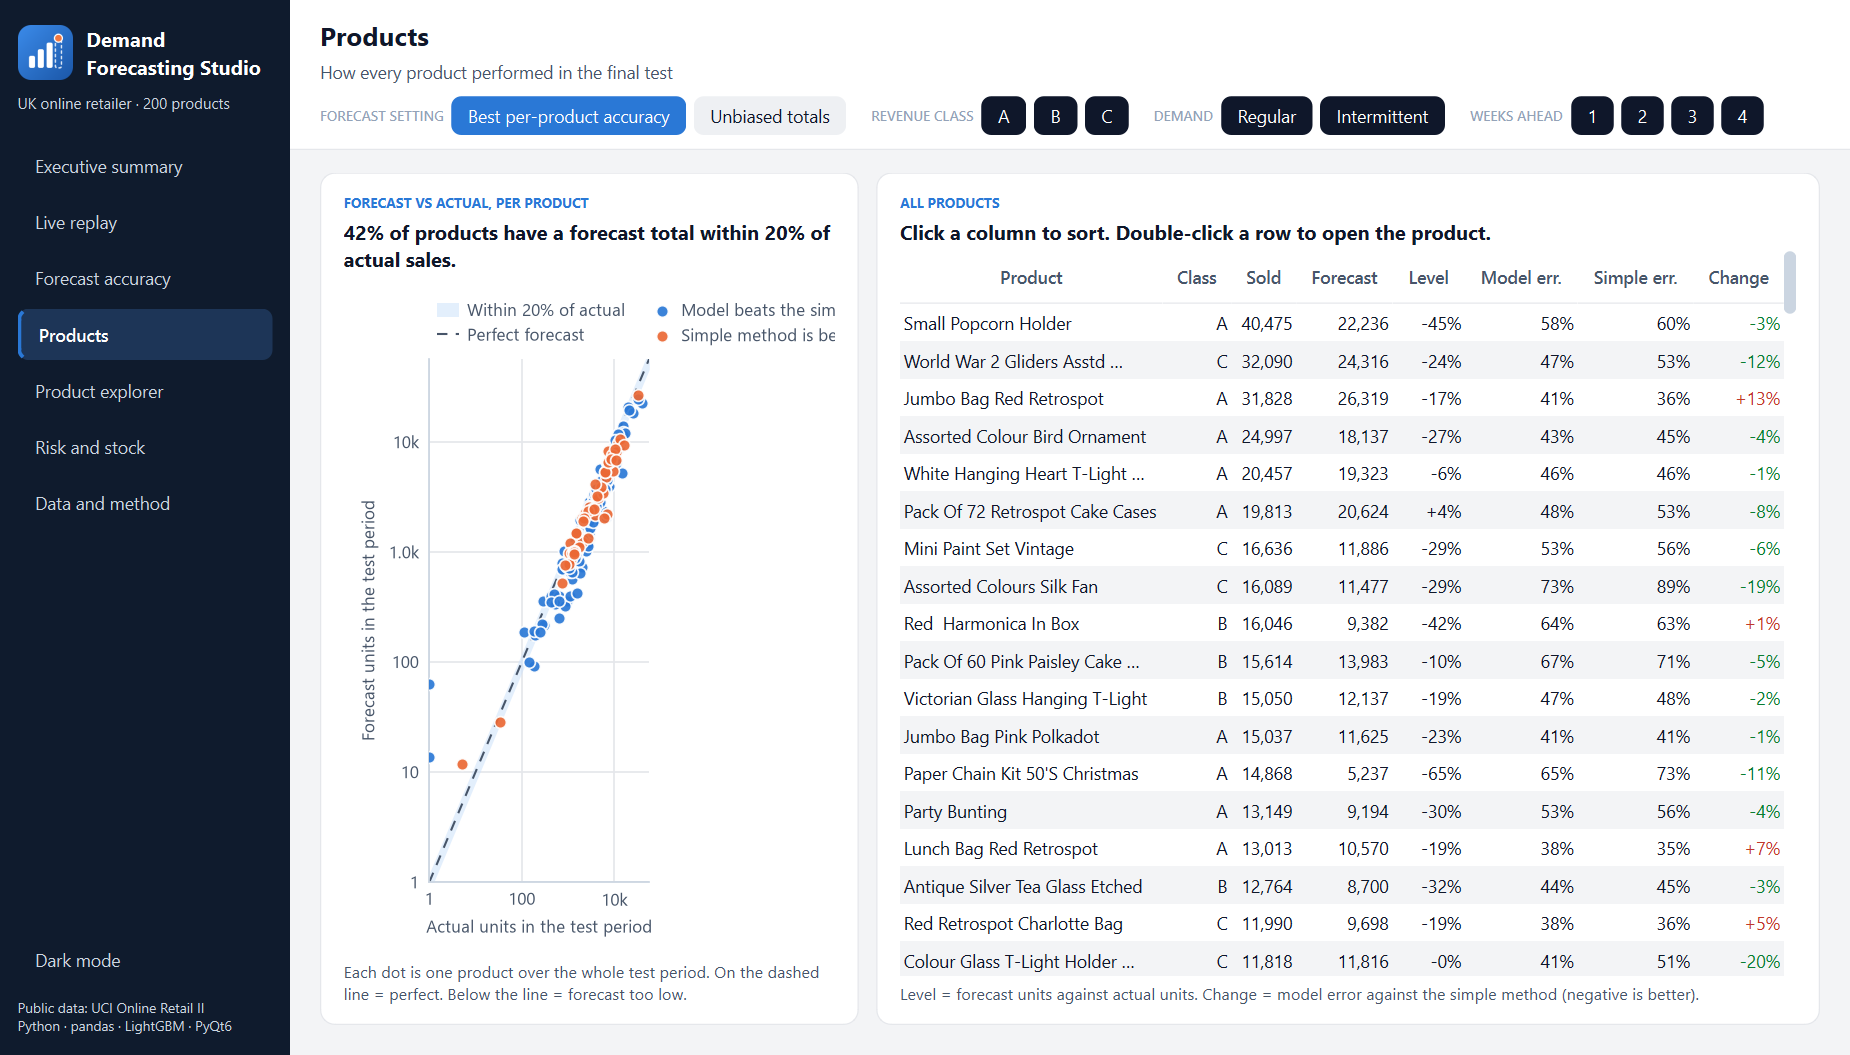 Demand
Forecasting Studio
UK online retailer · 200 products
Executive summary
Live replay
Forecast accuracy
Products
Product explorer
Risk and stock
Data and method
Dark mode
Public data: UCI Online Retail II
Python · pandas · LightGBM · PyQt6
Products
How every product performed in the final test
FORECAST SETTING Best per-product accuracy Unbiased totals REVENUE CLASS A B C DEMAND Regular Intermittent WEEKS AHEAD 1 2 3 4
FORECAST VS ACTUAL, PER PRODUCT
42% of products have a forecast total within 20% of
actual sales.
Within 20% of actual Model beats the sim
Perfect forecast Simple method is be
Forecast units in the test period
10k
1.0k
100
10
1
1 100 10k
Actual units in the test period
Each dot is one product over the whole test period. On the dashed
line = perfect. Below the line = forecast too low.
ALL PRODUCTS
Click a column to sort. Double-click a row to open the product.
Product Class Sold Forecast Level Model err. Simple err. Change
Small Popcorn Holder A 40,475 22,236 -45% 58% 60% -3%
World War 2 Gliders Asstd ... C 32,090 24,316 -24% 47% 53% -12%
Jumbo Bag Red Retrospot A 31,828 26,319 -17% 41% 36% +13%
Assorted Colour Bird Ornament A 24,997 18,137 -27% 43% 45% -4%
White Hanging Heart T-Light ... A 20,457 19,323 -6% 46% 46% -1%
Pack Of 72 Retrospot Cake Cases A 19,813 20,624 +4% 48% 53% -8%
Mini Paint Set Vintage C 16,636 11,886 -29% 53% 56% -6%
Assorted Colours Silk Fan C 16,089 11,477 -29% 73% 89% -19%
Red  Harmonica In Box B 16,046 9,382 -42% 64% 63% +1%
Pack Of 60 Pink Paisley Cake ... B 15,614 13,983 -10% 67% 71% -5%
Victorian Glass Hanging T-Light B 15,050 12,137 -19% 47% 48% -2%
Jumbo Bag Pink Polkadot A 15,037 11,625 -23% 41% 41% -1%
Paper Chain Kit 50'S Christmas A 14,868 5,237 -65% 65% 73% -11%
Party Bunting A 13,149 9,194 -30% 53% 56% -4%
Lunch Bag Red Retrospot A 13,013 10,570 -19% 38% 35% +7%
Antique Silver Tea Glass Etched B 12,764 8,700 -32% 44% 45% -3%
Red Retrospot Charlotte Bag C 11,990 9,698 -19% 38% 36% +5%
Colour Glass T-Light Holder ... C 11,818 11,816 -0% 41% 51% -20%
Level = forecast units against actual units. Change = model error against the simple method (negative is better).